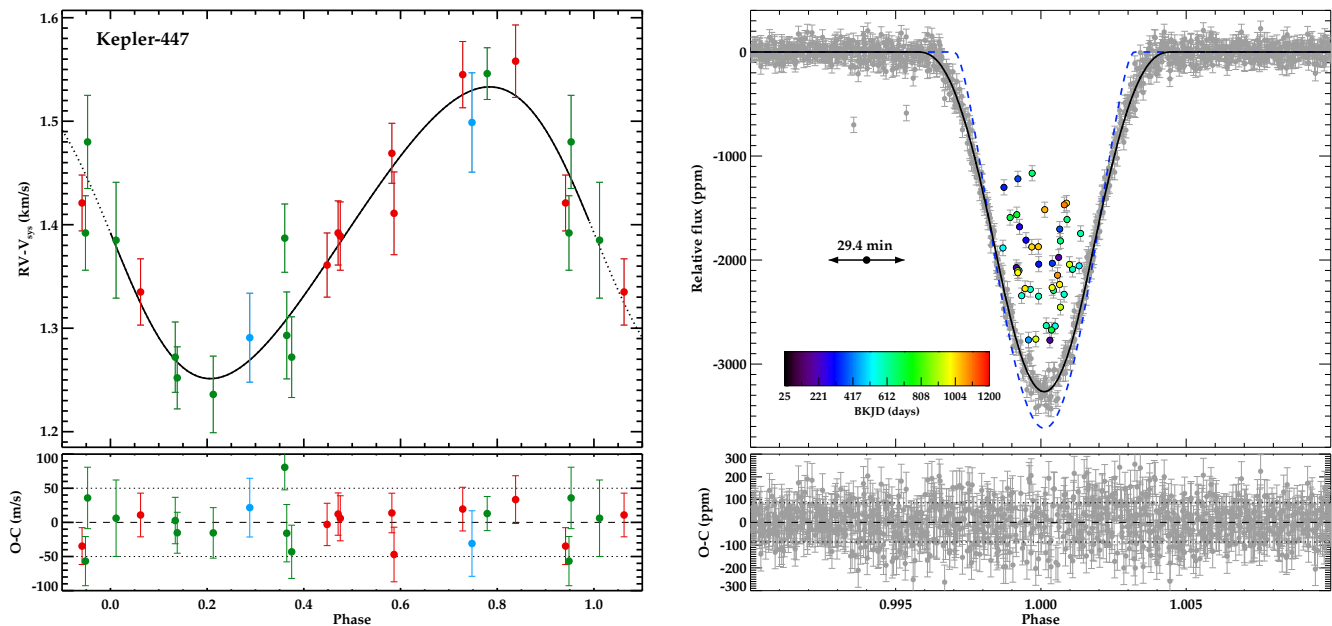 Kepler-447
RV-Vsys (km/s)
1.6
1.5
1.4
1.3
1.2
O-C (m/s)
100
50
0
-50
-100
0.0 0.2 0.4 0.6 0.8 1.0
Phase
Relative flux (ppm)
0
-1000
-2000
-3000
29.4 min
25 221 417 612 808 1004 1200
BKJD (days)
O-C (ppm)
300
200
100
0
-100
-200
-300
0.995 1.000 1.005
Phase